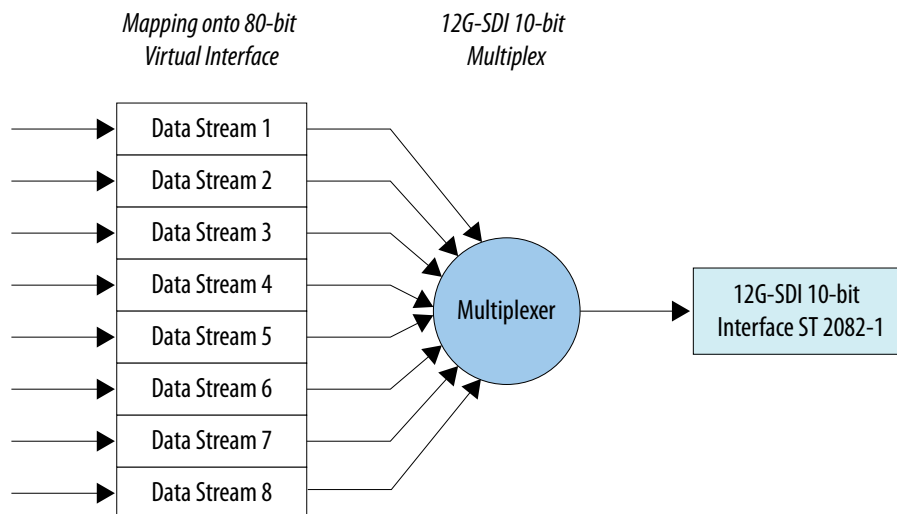 Mapping onto 80-bit
Virtual Interface
12G-SDI 10-bit
Multiplex
Data Stream 1
Data Stream 2
Data Stream 3
Data Stream 4
Data Stream 5
Data Stream 6
Data Stream 7
Data Stream 8
Multiplexer
12G-SDI 10-bit
Interface ST 2082-1